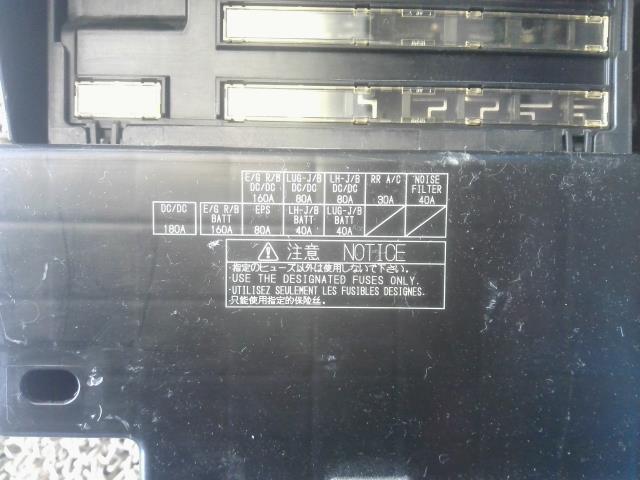 E/G R/B LUG-J/B LH-J/B RR A/C NOISE
DC/DC DC/DC DC/DC FILTER
160A 80A 80A 30A 40A
DC/DC E/G R/B EPS LH-J/B LUG-J/B
BATT BATT BATT
180A 160A 80A 40A 40A
⚠ 注意 NOTICE
・指定のヒューズ以外は使用しないで下さい。
・USE THE DESIGNATED FUSES ONLY.
・UTILISEZ SEULEMENT LES FUSIBLES DESIGNES.
・只能使用指定的保险丝。